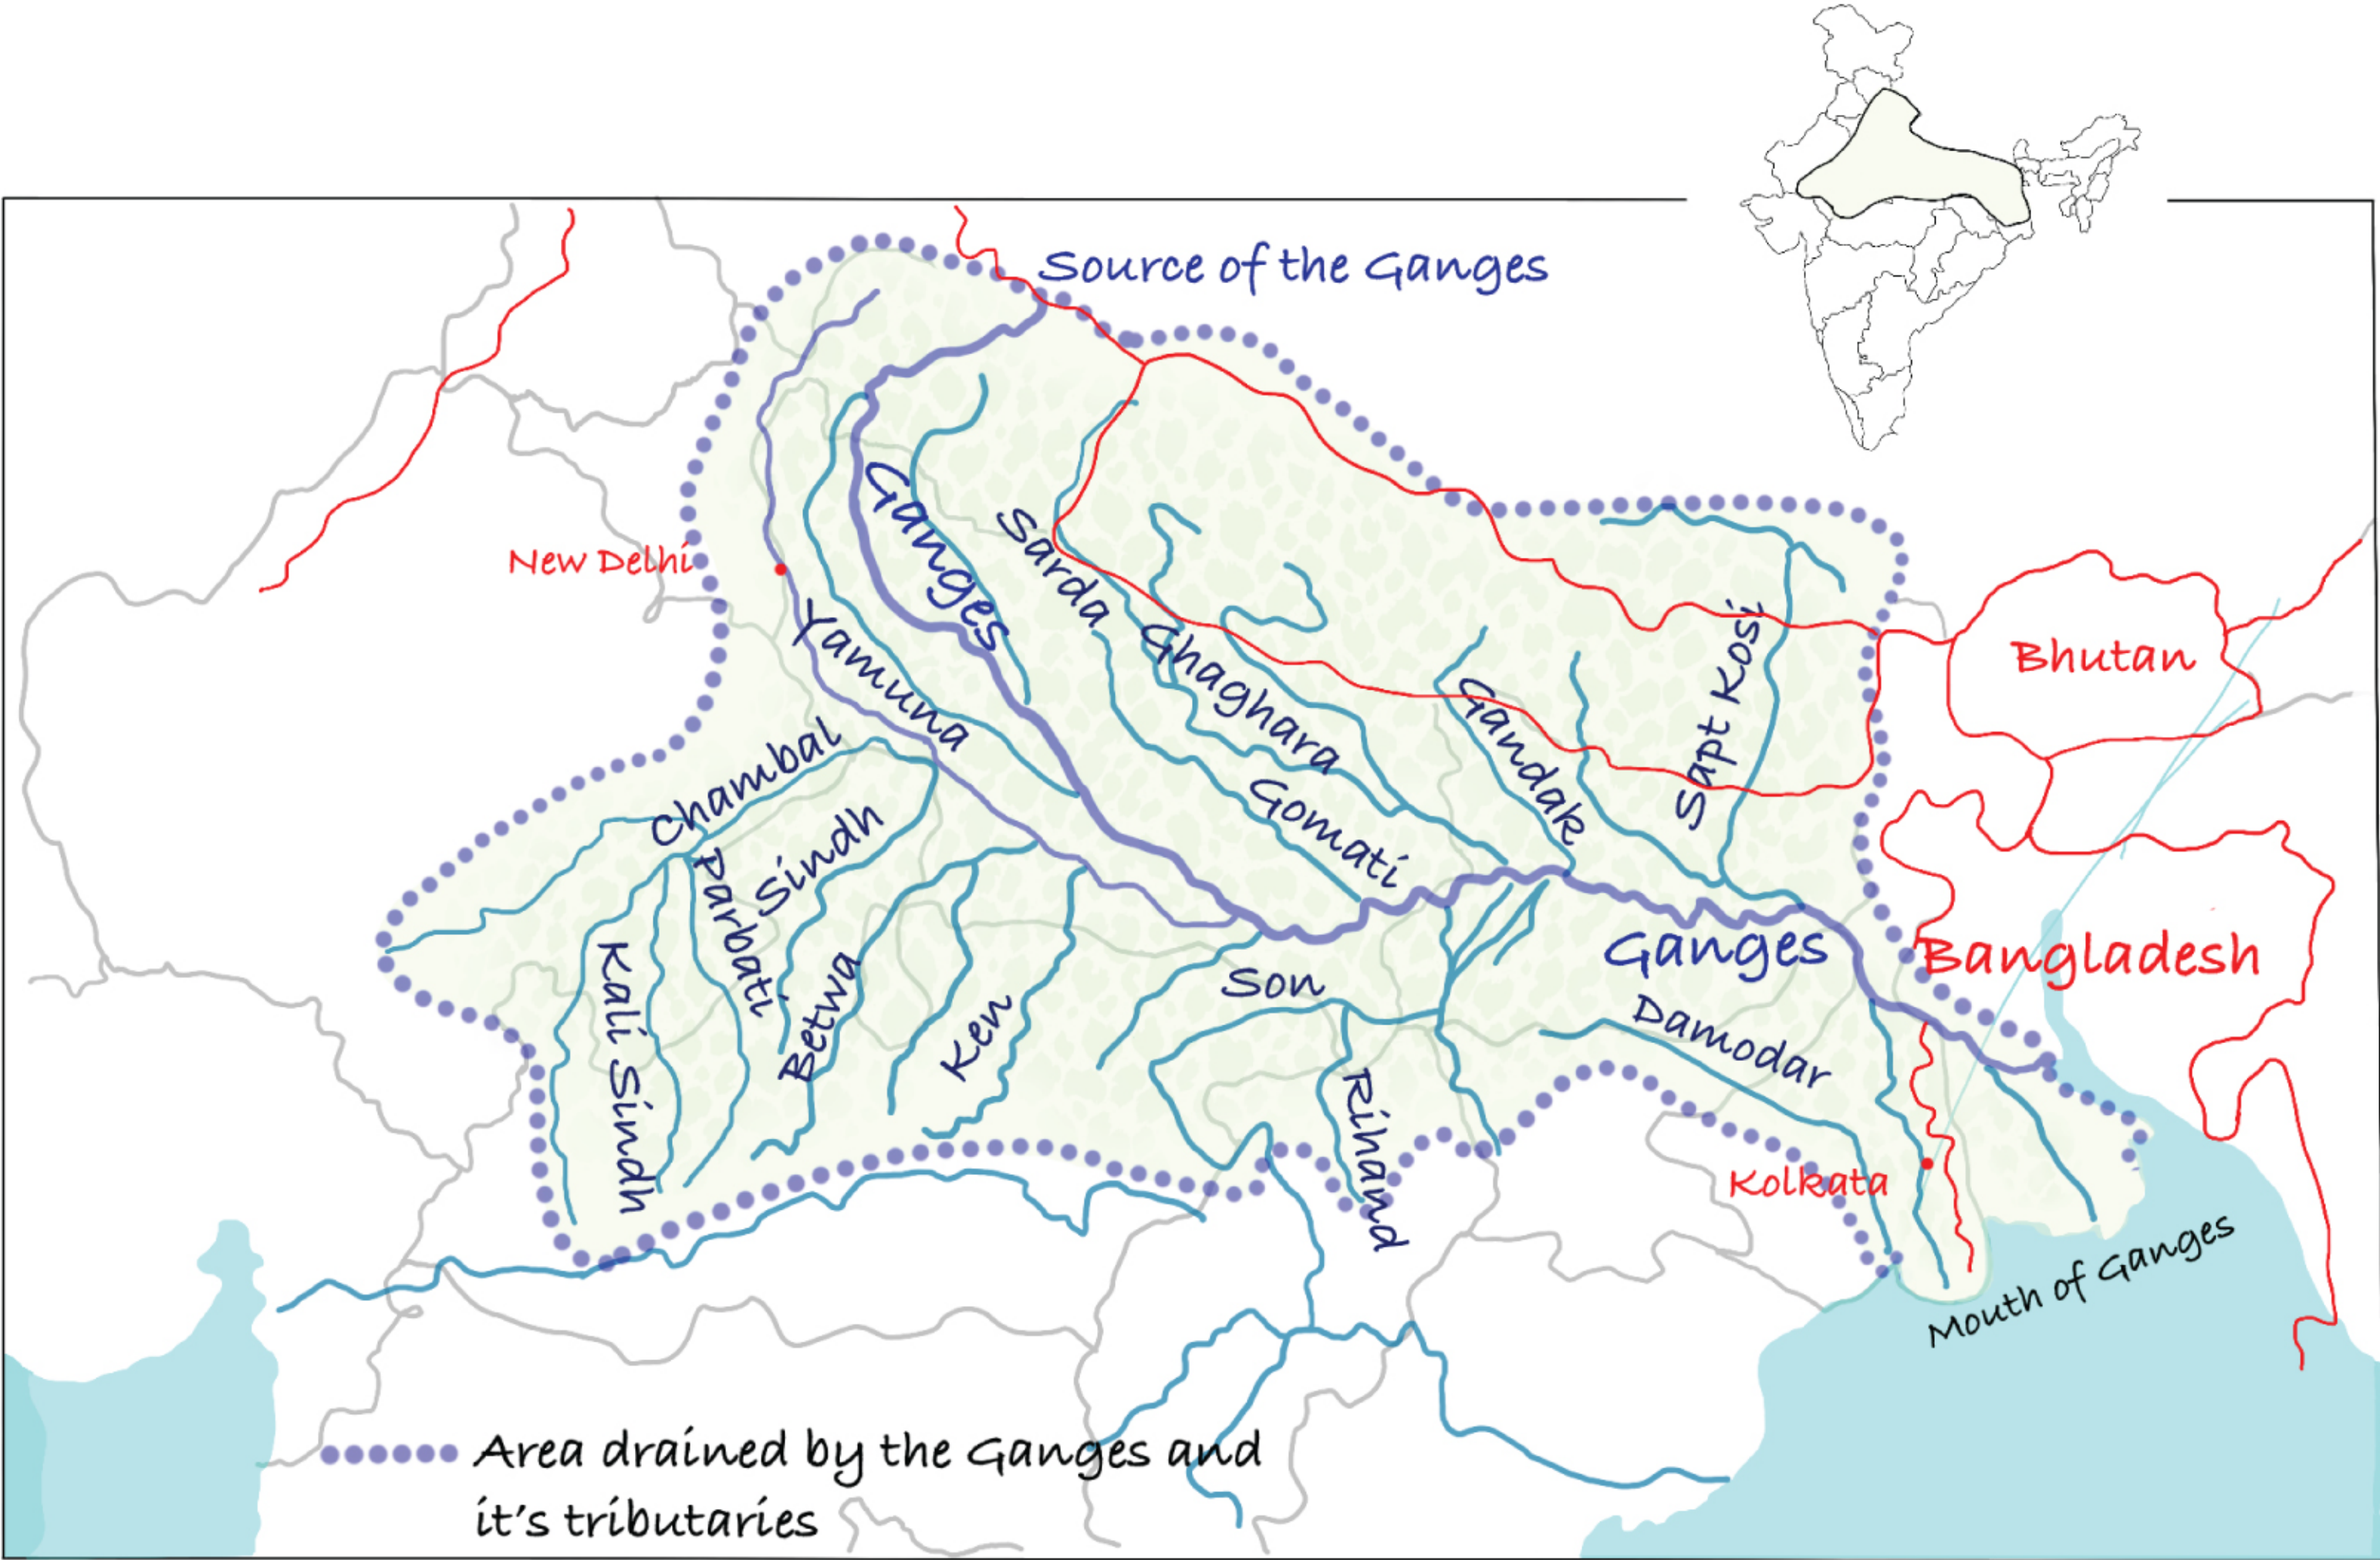 Source of the Ganges
New Delhi
Ganges
Sarda
Yamuna
Ghaghara
Gandak
Sapt Kosi
Bhutan
Chambal
Sindh
Parbati
Gomati
Kali Sindh
Betwa
Ken
Son
Ganges
Bangladesh
Damodar
Rihand
Kolkata
Mouth of Ganges
Area drained by the Ganges and
it's tributaries